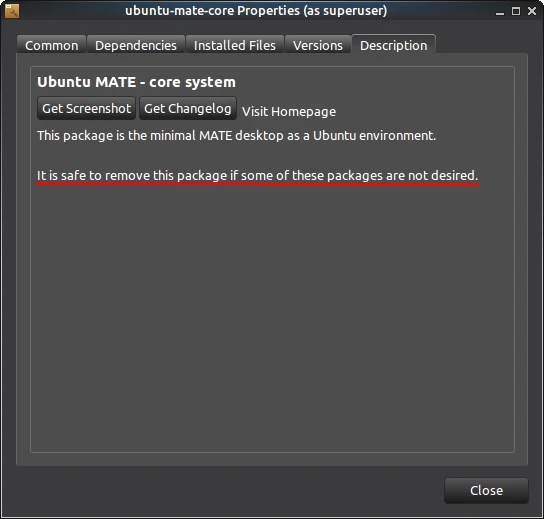 ubuntu-mate-core Properties (as superuser)
Common Dependencies Installed Files Versions Description
Ubuntu MATE - core system
Get Screenshot Get Changelog Visit Homepage
This package is the minimal MATE desktop as a Ubuntu environment.
It is safe to remove this package if some of these packages are not desired.
Close